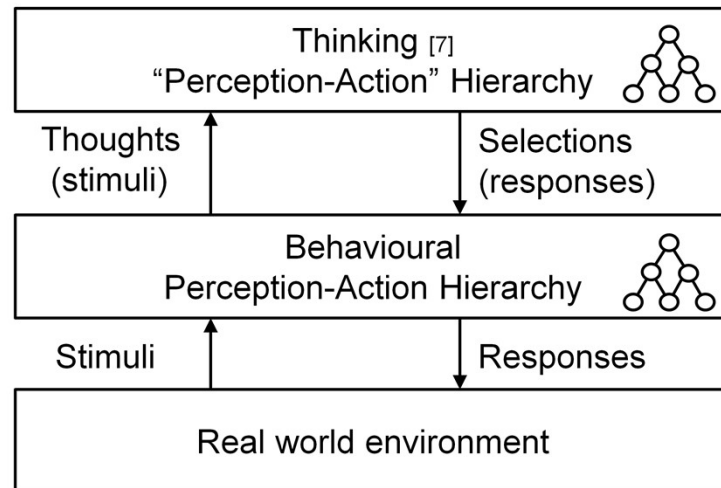 Thinking [7]
“Perception-Action” Hierarchy
Thoughts
(stimuli)
Selections
(responses)
Behavioural
Perception-Action Hierarchy
Stimuli
Responses
Real world environment